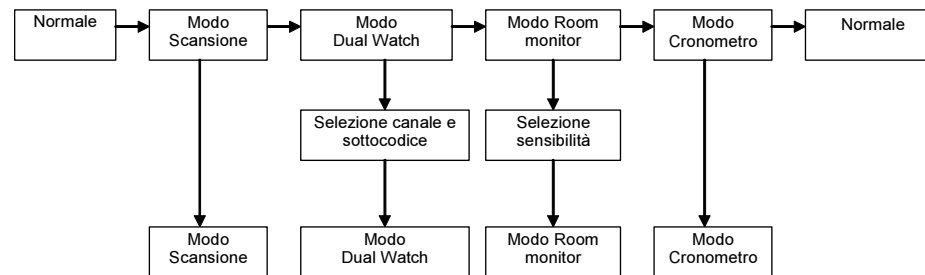 Normale
Modo
Scansione
Modo
Dual Watch
Modo Room
monitor
Modo
Cronometro
Normale
Selezione canale e
sottocodice
Selezione
sensibilità
Modo
Scansione
Modo
Dual Watch
Modo Room
monitor
Modo
Cronometro